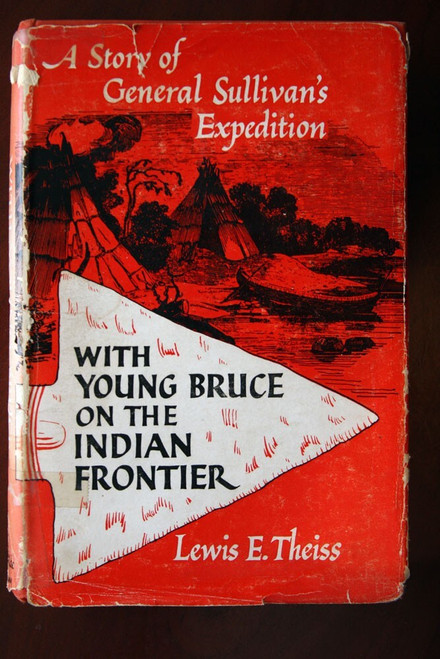 A Story of
General Sullivan's
Expedition
WITH
YOUNG BRUCE
ON THE
INDIAN
FRONTIER
Lewis E. Theiss